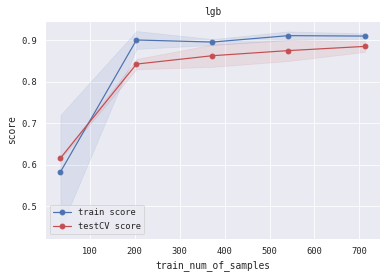 lgb
score
0.9
0.8
0.7
0.6
0.5
train score
testCV score
100 200 300 400 500 600 700
train_num_of_samples